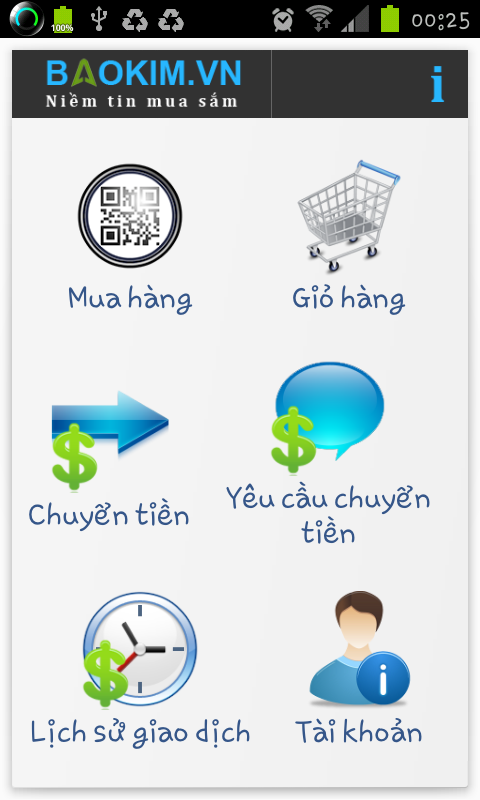 100%
00:25
BAOKIM.VN
Niềm tin mua sắm
i
Mua hàng
Giỏ hàng
$
$
Chuyển tiền
Yêu cầu chuyển
tiền
$
i
Lịch sử giao dịch
Tài khoản